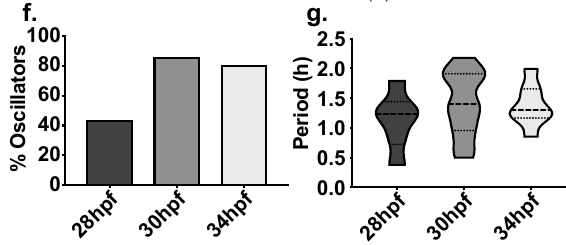 f.
100
80
60
40
20
0
% Oscillators
28hpf
30hpf
34hpf
g.
2.5
2.0
1.5
1.0
0.5
0.0
Period (h)
28hpf
30hpf
34hpf